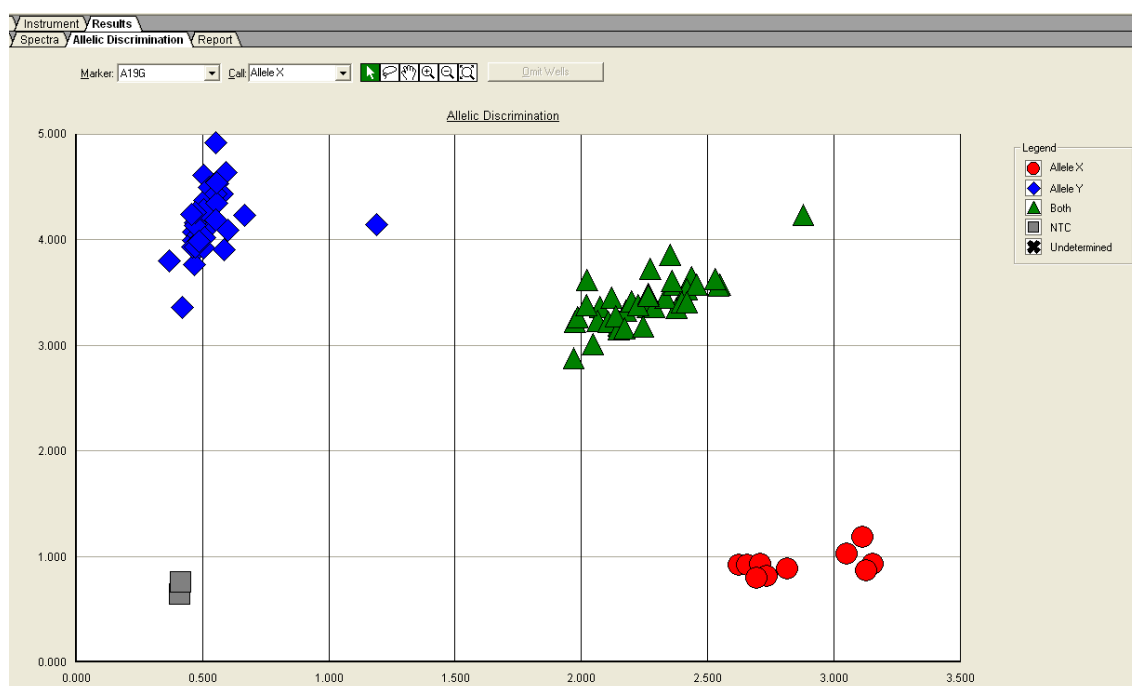 Instrument Results
Spectra Allelic Discrimination Report
Marker: A19G Call: Allele X Omit Wells
Allelic Discrimination
5.000
4.000
3.000
2.000
1.000
0.000
0.000 0.500 1.000 1.500 2.000 2.500 3.000 3.500
Legend
Allele X
Allele Y
Both
NTC
Undetermined